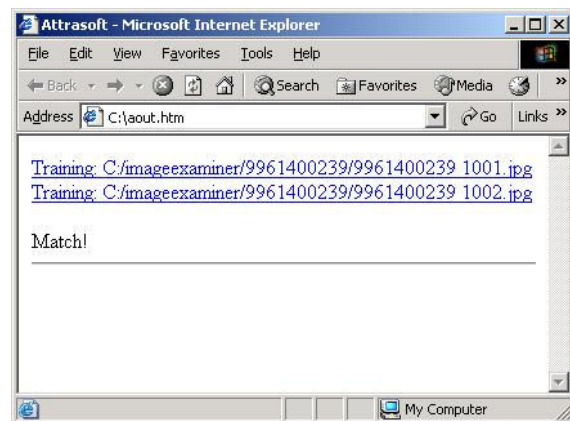 Attrasoft - Microsoft Internet Explorer
File Edit View Favorites Tools Help
Back Search Favorites Media »
Address C:\aout.htm Go Links »
Training: C:/imageexaminer/9961400239/9961400239 1001.jpg
Training: C:/imageexaminer/9961400239/9961400239 1002.jpg
Match!
My Computer